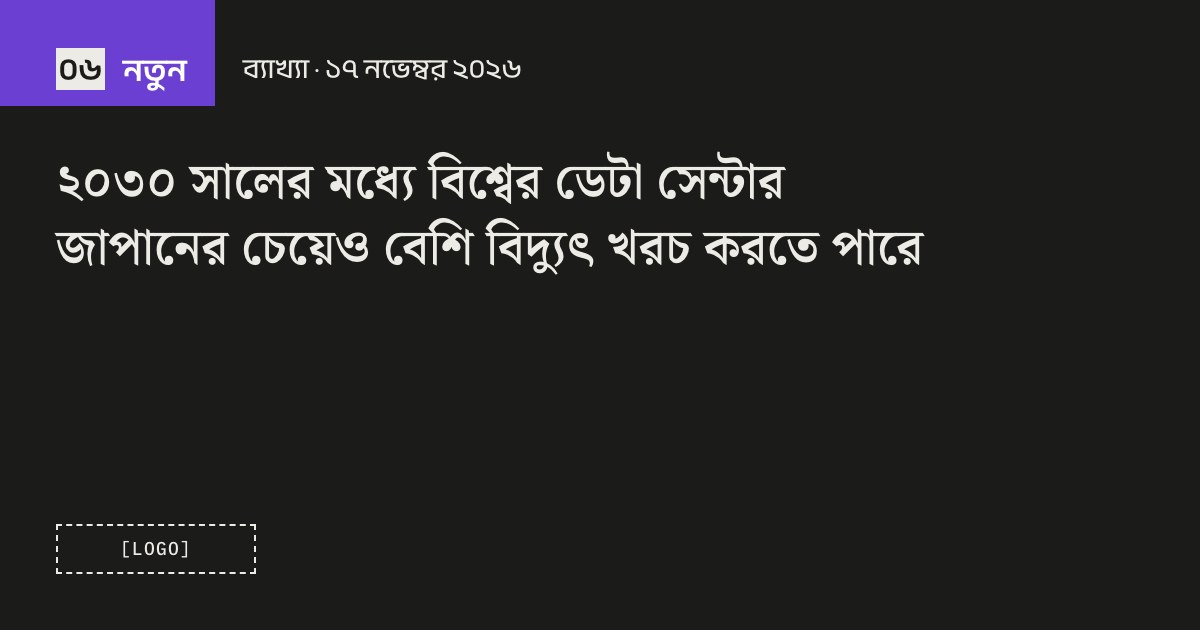 ০৬ নতুন ব্যাখ্যা · ১৭ নভেম্বর ২০২৬
২০৩০ সালের মধ্যে বিশ্বের ডেটা সেন্টার
জাপানের চেয়েও বেশি বিদ্যুৎ খরচ করতে পারে
[LOGO]